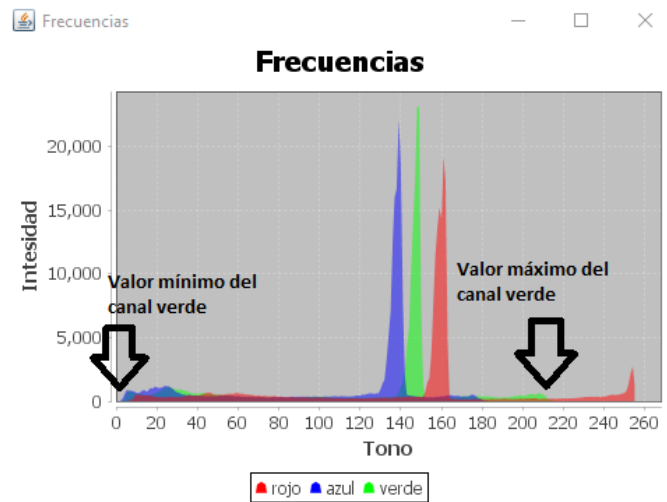 Frecuencias
Frecuencias
Intesidad
20,000
15,000
10,000
5,000
0
Valor mínimo del
canal verde
Valor máximo del
canal verde
0 20 40 60 80 100 120 140 160 180 200 220 240 260
Tono
rojo azul verde